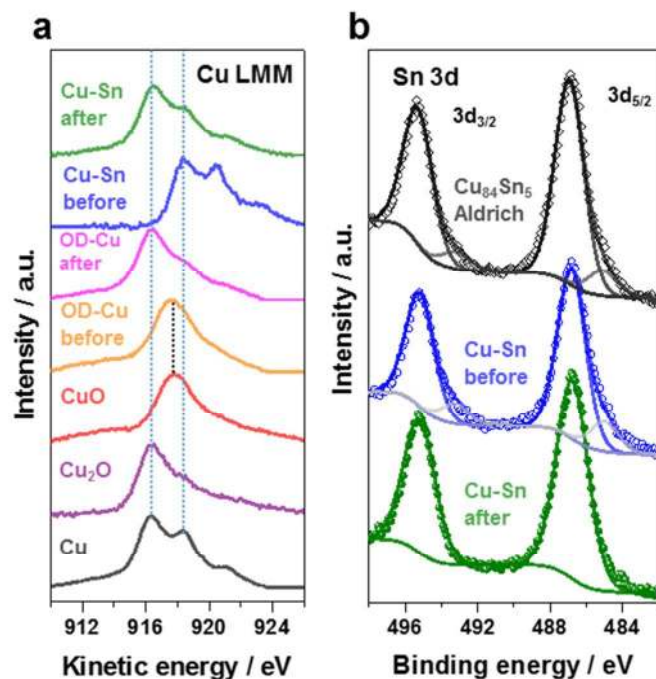 a
Cu LMM
Cu-Sn
after
Cu-Sn
before
OD-Cu
after
OD-Cu
before
CuO
Cu₂O
Cu
Intensity / a.u.
912 916 920 924
Kinetic energy / eV
b
Sn 3d
3d₃/₂
3d₅/₂
Cu₈₄Sn₅
Aldrich
Cu-Sn
before
Cu-Sn
after
Intensity / a.u.
496 492 488 484
Binding energy / eV